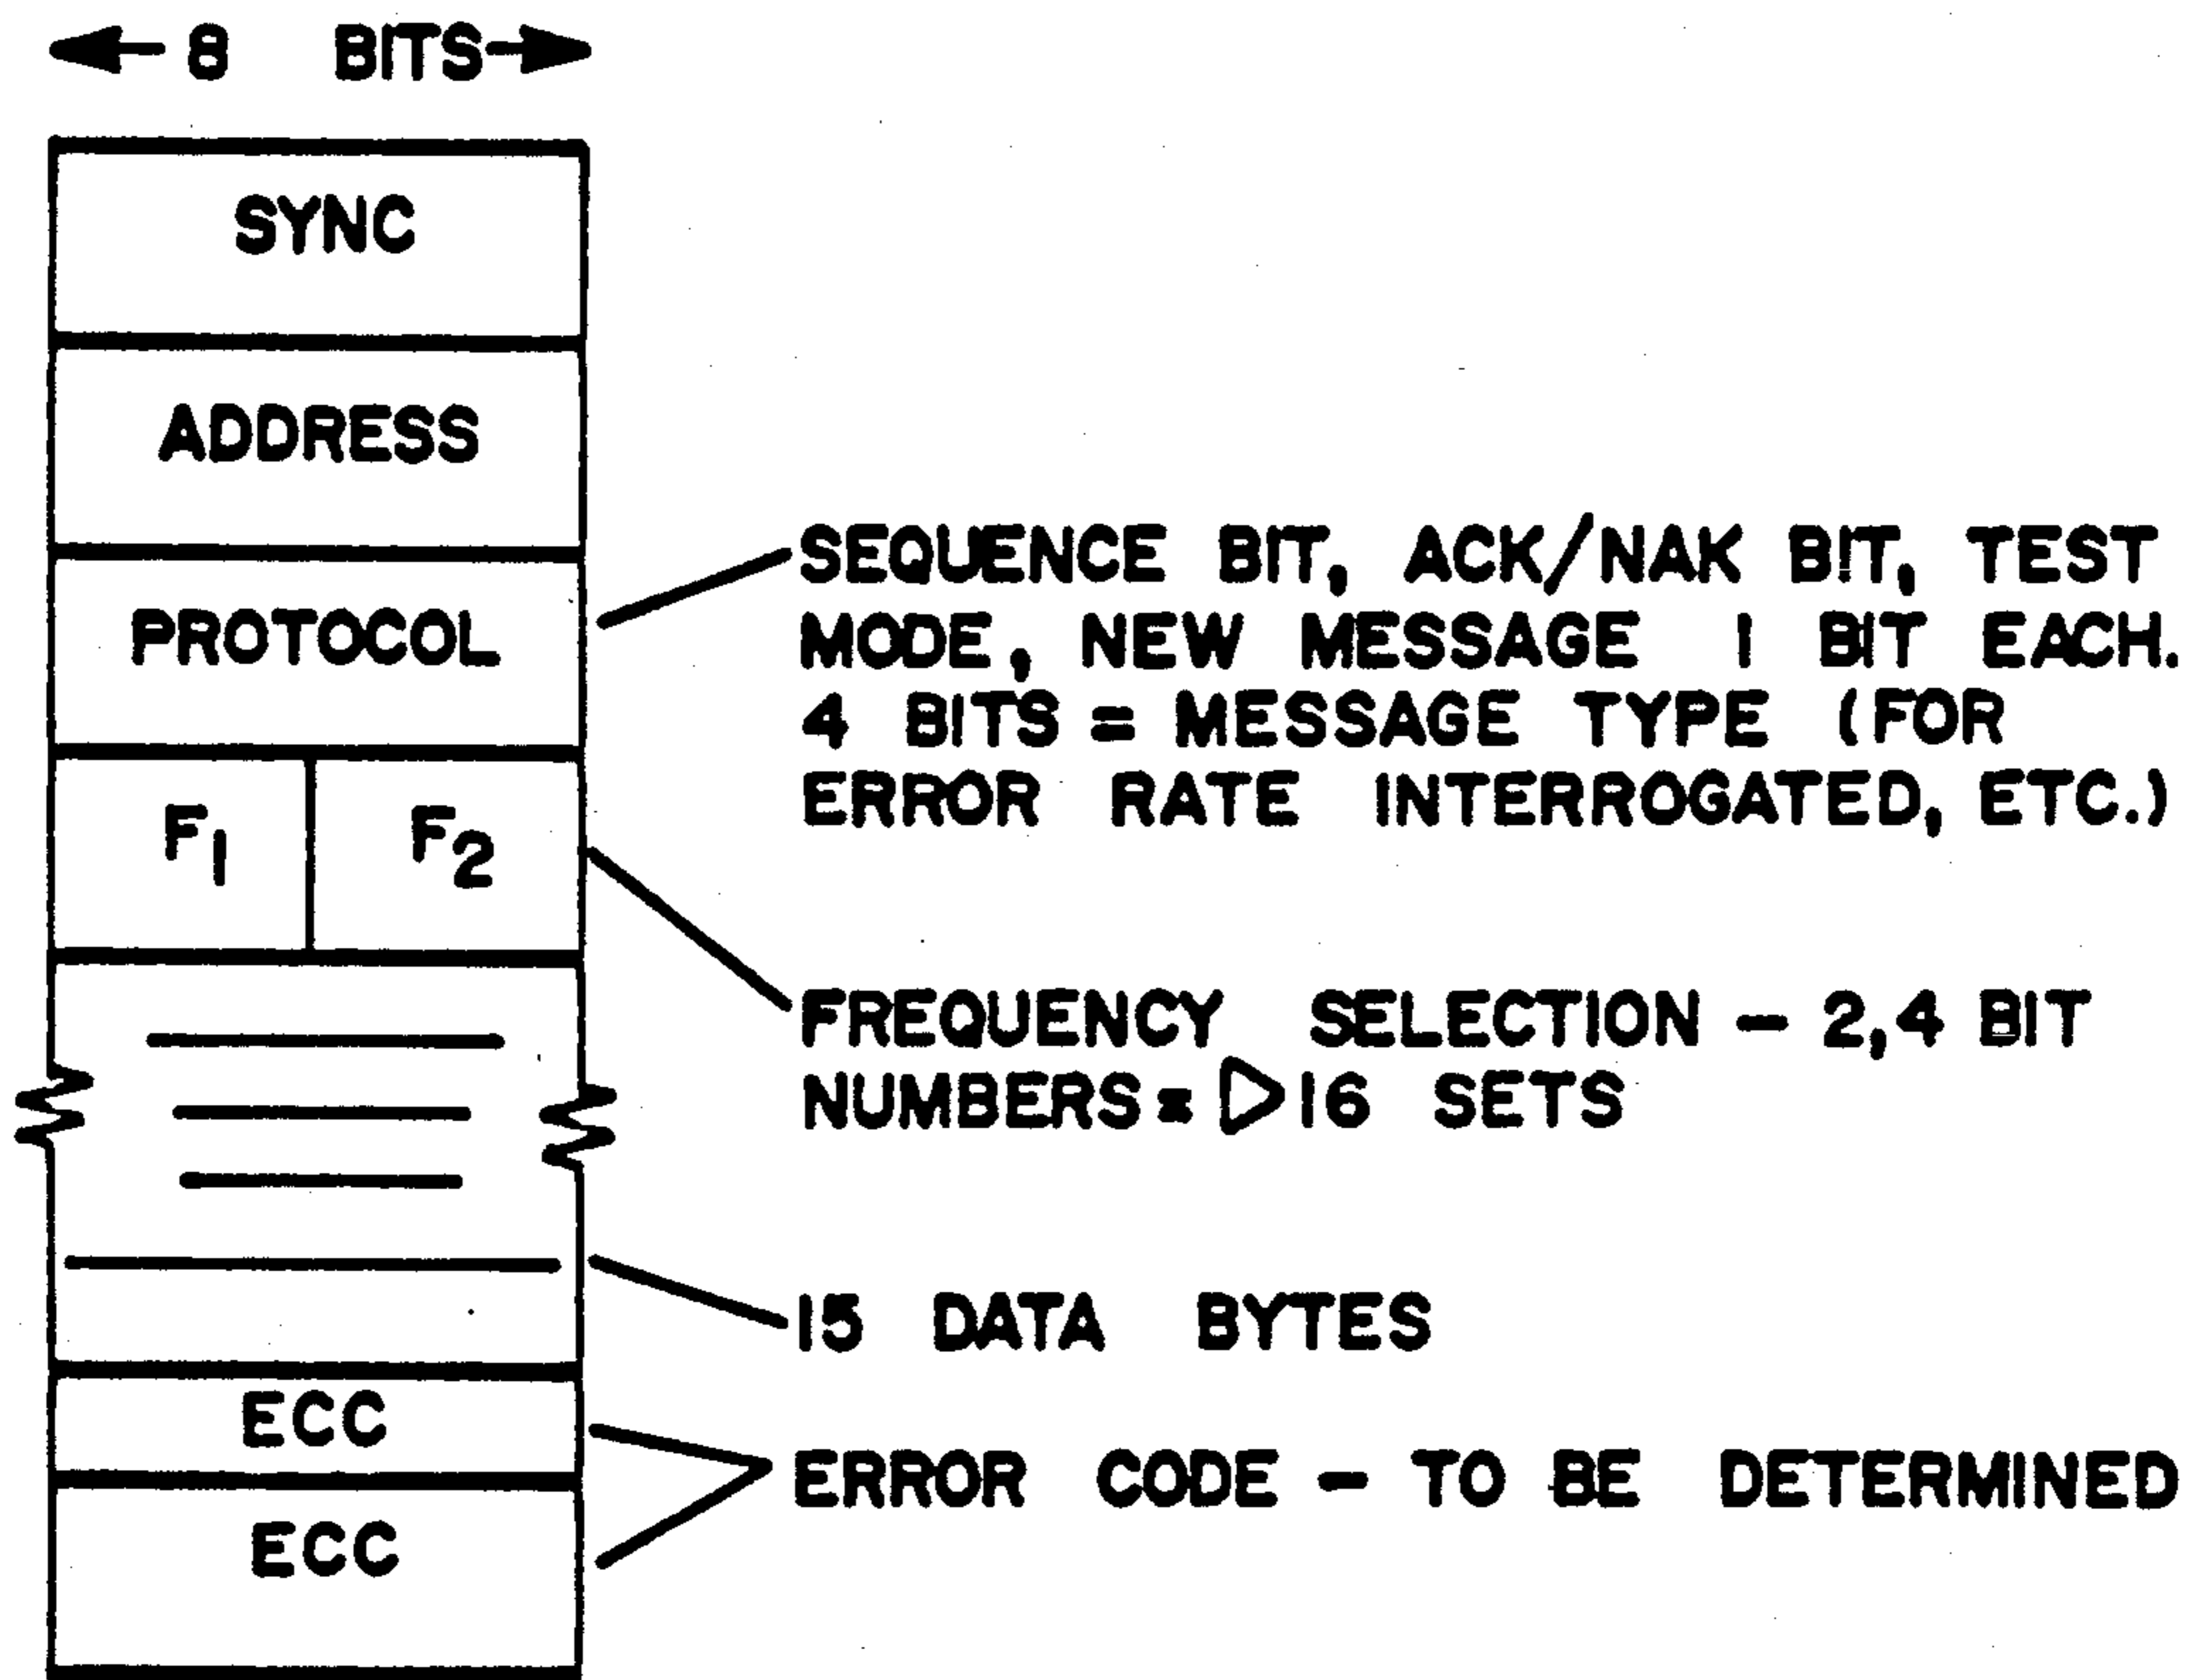 8 BITS
SYNC
ADDRESS
PROTOCOL
SEQUENCE BIT, ACK/NAK BIT, TEST
MODE, NEW MESSAGE 1 BIT EACH.
4 BITS = MESSAGE TYPE (FOR
ERROR RATE INTERROGATED, ETC.)
F1 F2
FREQUENCY SELECTION - 2,4 BIT
NUMBERS = ▷ 16 SETS
15 DATA BYTES
ECC
ERROR CODE - TO BE DETERMINED
ECC